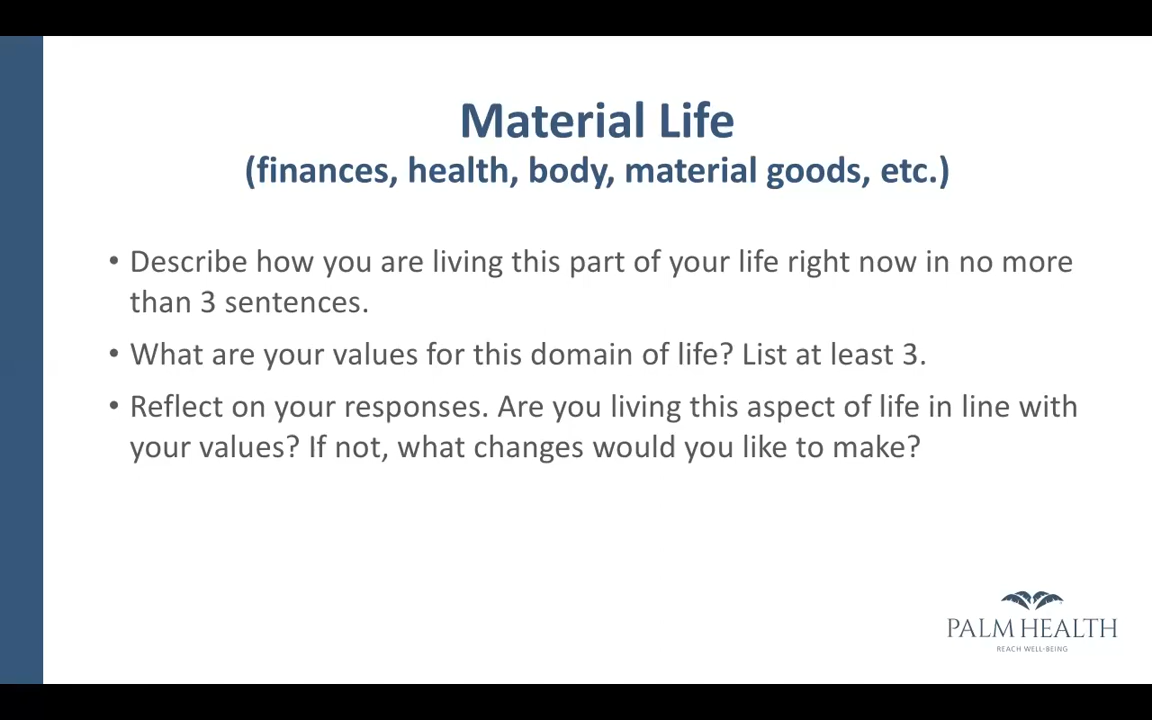 Material Life
(finances, health, body, material goods, etc.)
• Describe how you are living this part of your life right now in no more
than 3 sentences.
• What are your values for this domain of life? List at least 3.
• Reflect on your responses. Are you living this aspect of life in line with
your values? If not, what changes would you like to make?
PALM HEALTH
REACH WELL-BEING